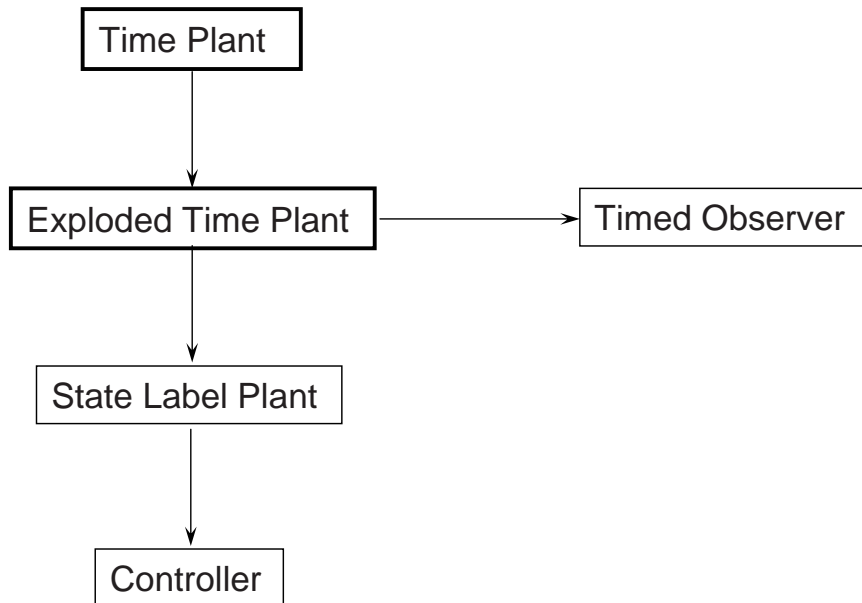 Time Plant
Exploded Time Plant
Timed Observer
State Label Plant
Controller